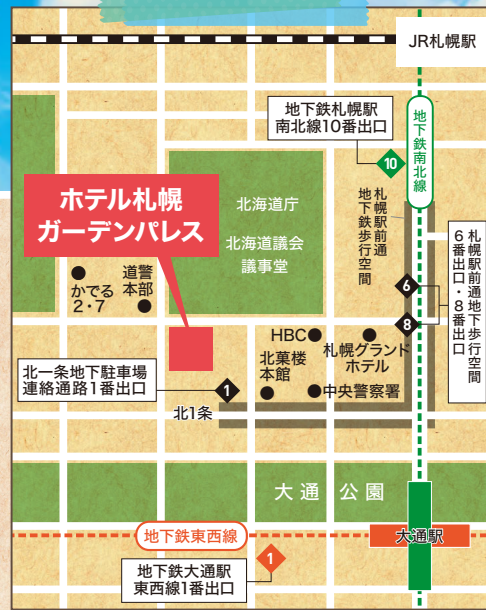 JR札幌駅
地下鉄札幌駅
南北線10番出口
地下鉄南北線
10
ホテル札幌
ガーデンパレス
北海道庁
北海道議会
議事堂
札幌駅前通
地下鉄歩行空間
かでる
2・7
道警
本部
6
8
札幌駅前通地下歩行空間
6番出口・8番出口
HBC
札幌グランド
ホテル
北菓楼
本館
中央警察署
北一条地下駐車場
連絡通路1番出口
1
北1条
大通公園
地下鉄東西線
大通駅
1
地下鉄大通駅
東西線1番出口